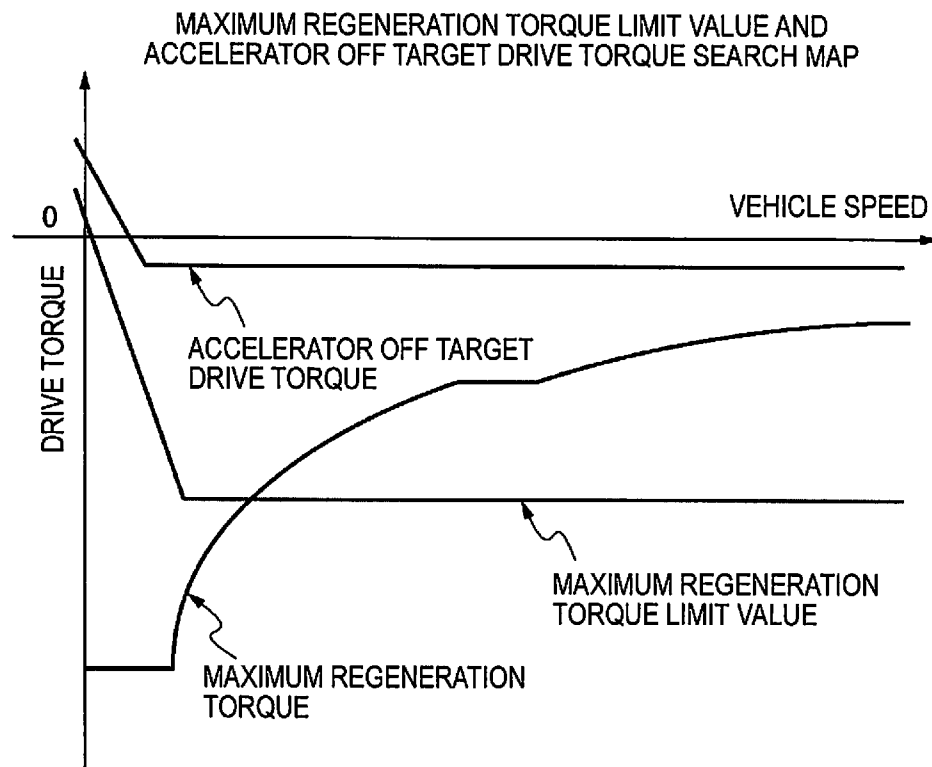 MAXIMUM REGENERATION TORQUE LIMIT VALUE AND
ACCELERATOR OFF TARGET DRIVE TORQUE SEARCH MAP
0
VEHICLE SPEED
DRIVE TORQUE
ACCELERATOR OFF TARGET
DRIVE TORQUE
MAXIMUM REGENERATION
TORQUE LIMIT VALUE
MAXIMUM REGENERATION
TORQUE